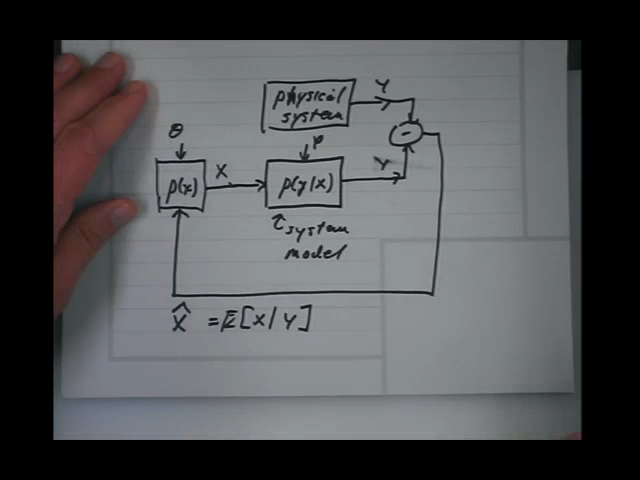 physical
system
Y
θ
φ
p(x)
X
p(y|x)
Y
system
model
X̂ = E[X|Y]